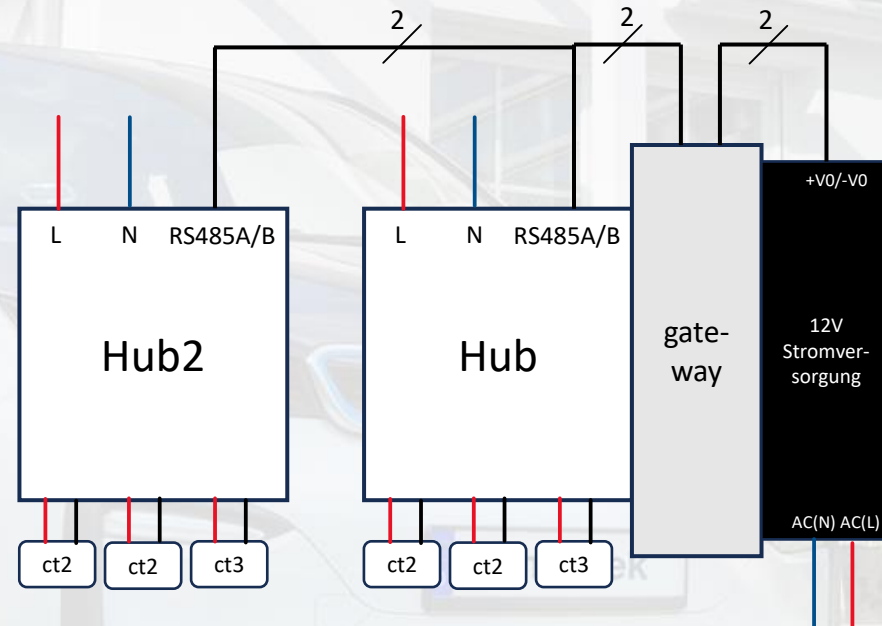 2
2
2
L
N
RS485A/B
L
N
RS485A/B
+V0/-V0
Hub2
Hub
gate-
way
12V
Stromver-
sorgung
AC(N) AC(L)
ct2
ct2
ct3
ct2
ct2
ct3
ek